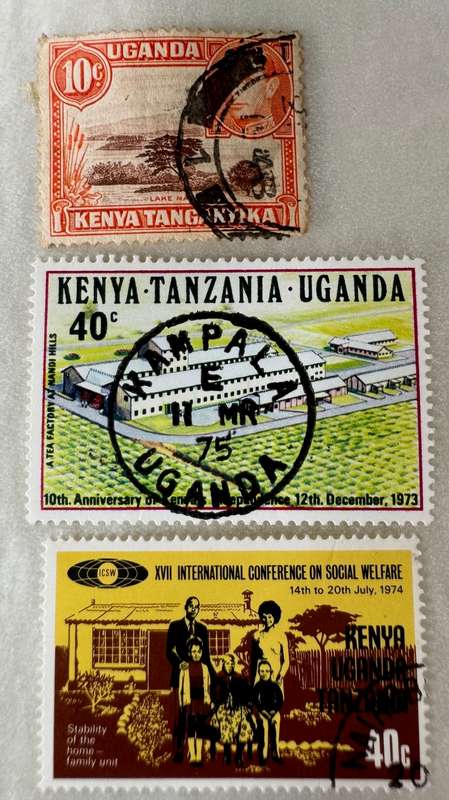 UGANDA
10c
LAKE
KENYA TANGANYIKA
KENYA·TANZANIA·UGANDA
40c
A TEA FACTORY AT NANDI HILLS
KAMPALA
E
11 MR
75
UGANDA
10th. Anniversary of Kenya's Independence 12th. December, 1973
ICSW
XVII INTERNATIONAL CONFERENCE ON SOCIAL WELFARE
14th to 20th July, 1974
KENYA
UGANDA
TANZANIA
Stability
of the
home–
family unit
40c